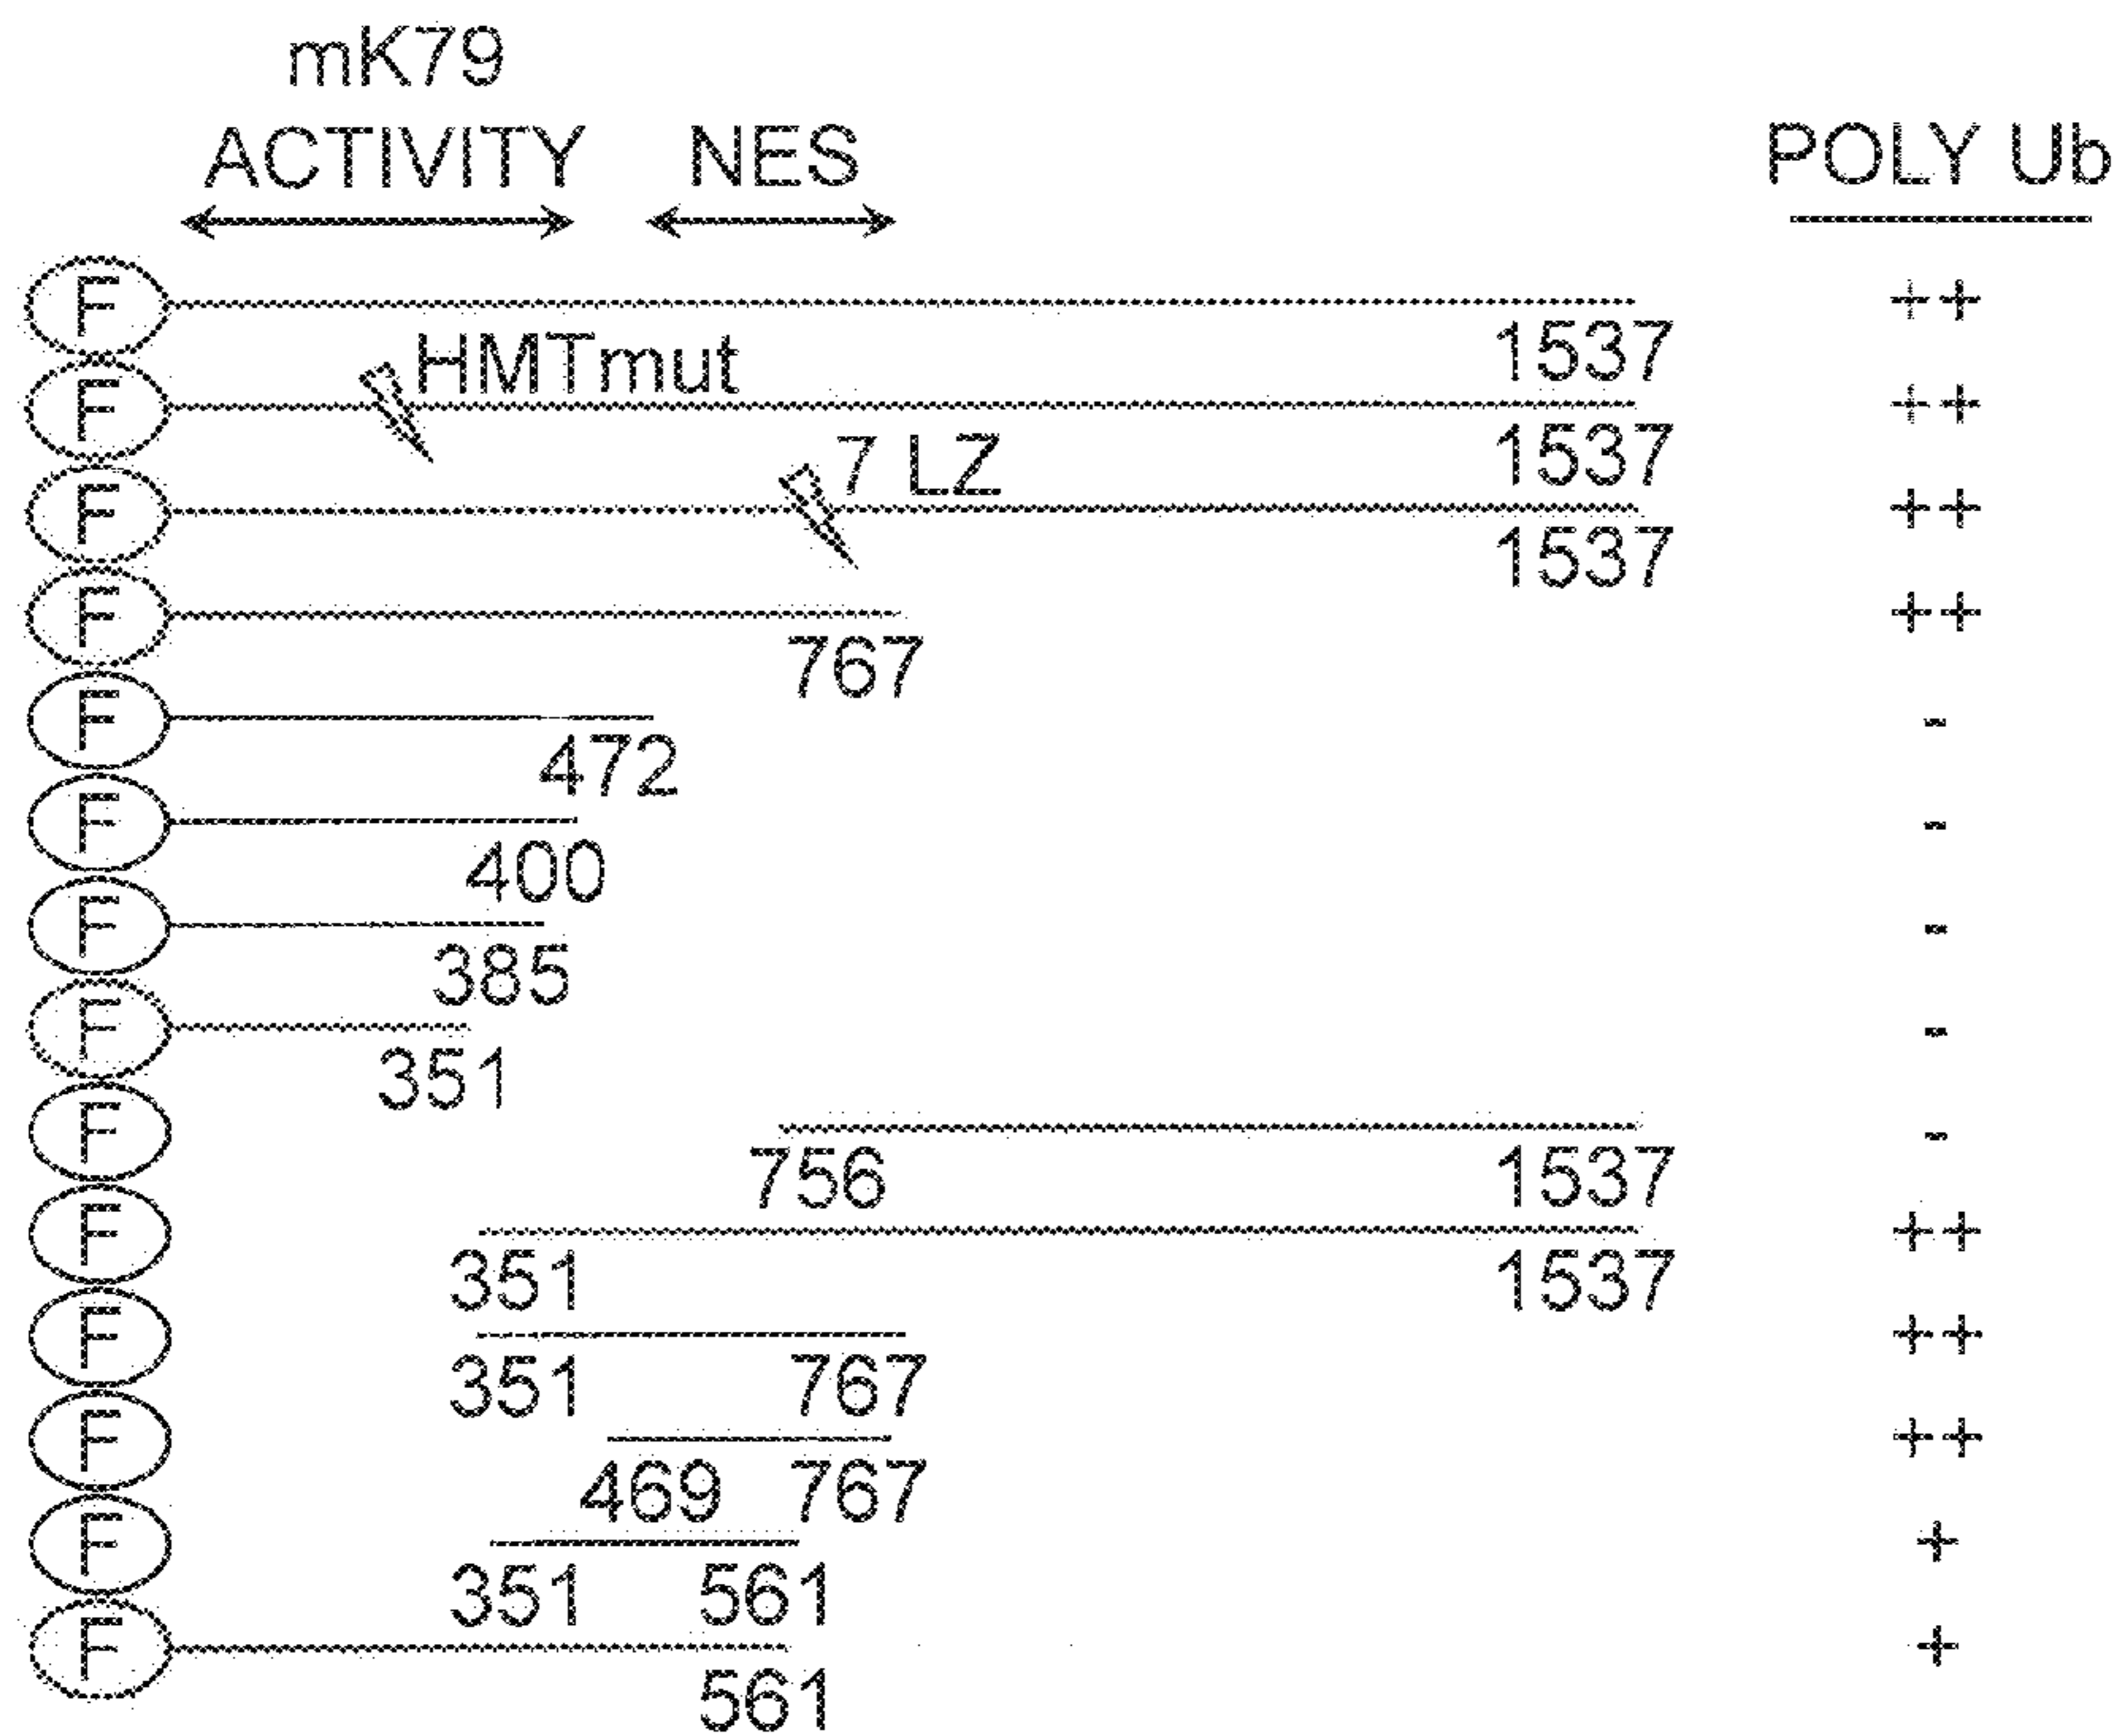 mK79
ACTIVITY NES POLY Ub
F ++
1537
F HMTmut ++
1537
F 7 LZ ++
1537
F ++
767
F -
472
F -
400
F -
385
F -
351
F -
756 1537
F ++
351 1537
F ++
351 767
F ++
469 767
F +
351 561
F +
561